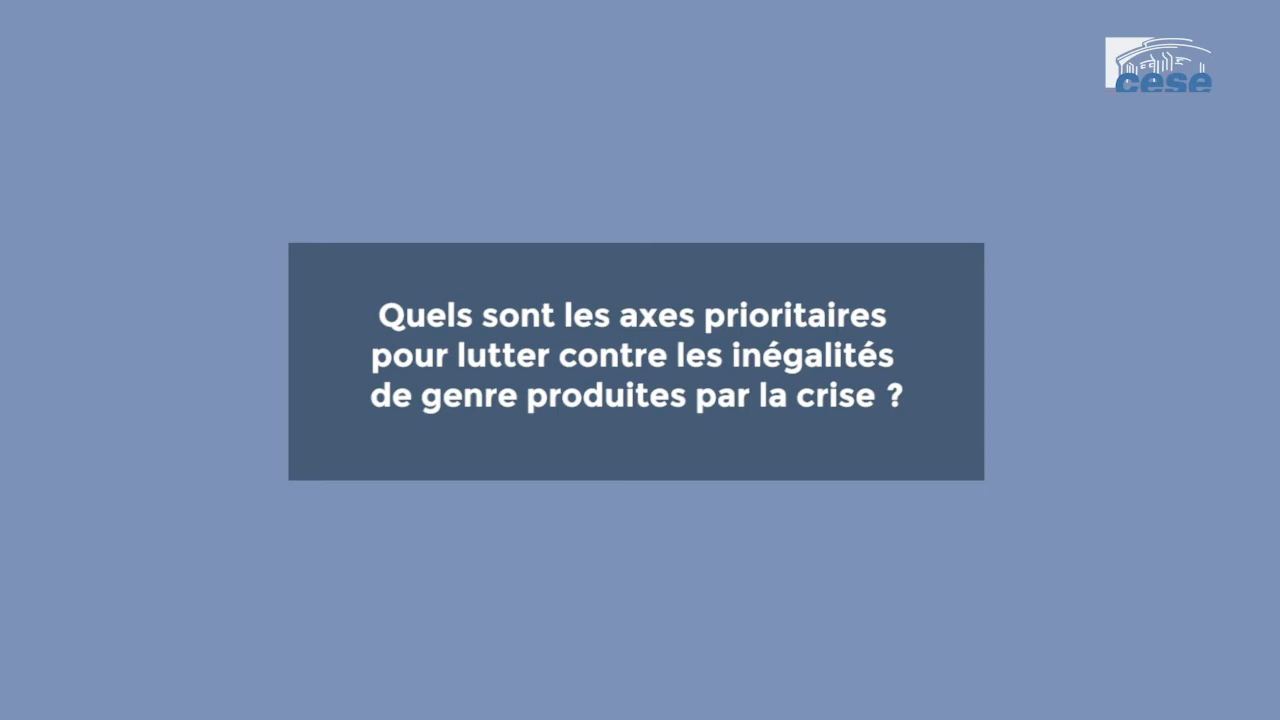 cese
Quels sont les axes prioritaires
pour lutter contre les inégalités
de genre produites par la crise ?